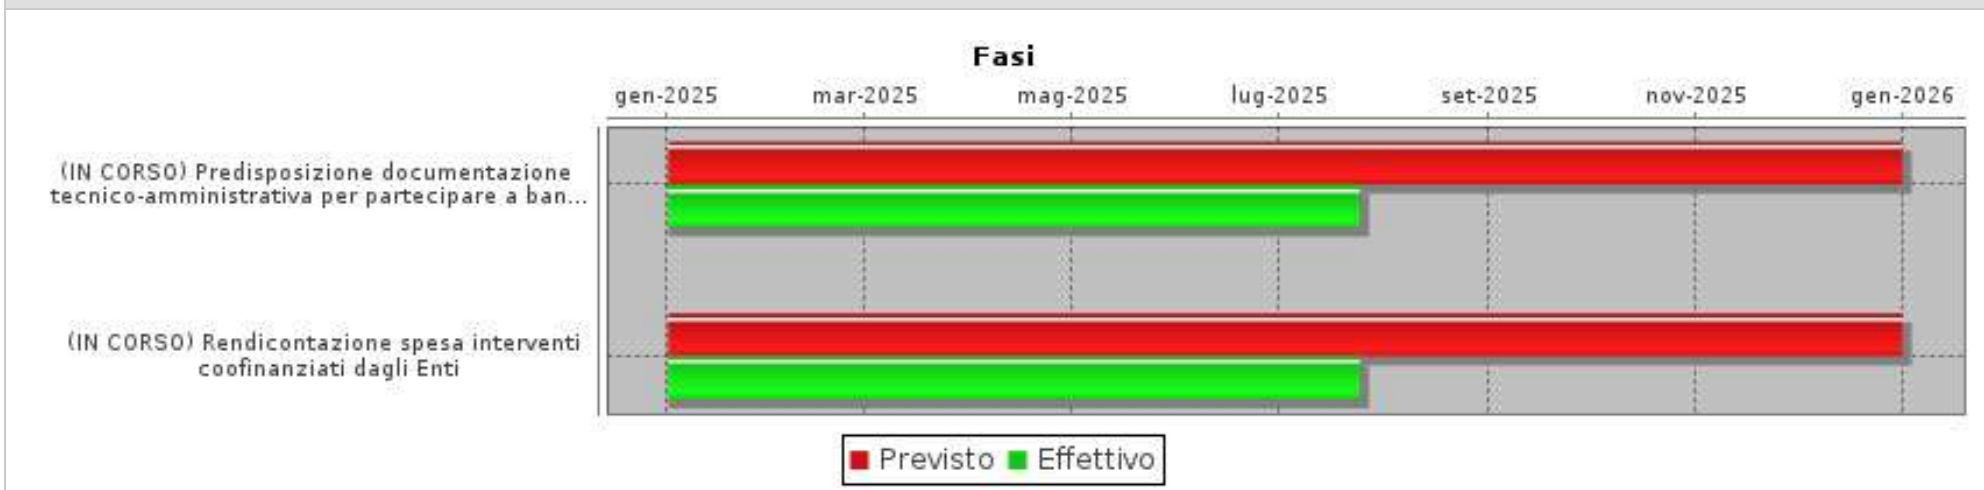 Fasi
gen-2025 mar-2025 mag-2025 lug-2025 set-2025 nov-2025 gen-2026
(IN CORSO) Predisposizione documentazione
tecnico-amministrativa per partecipare a ban...
(IN CORSO) Rendicontazione spesa interventi
coofinanziati dagli Enti
Previsto Effettivo